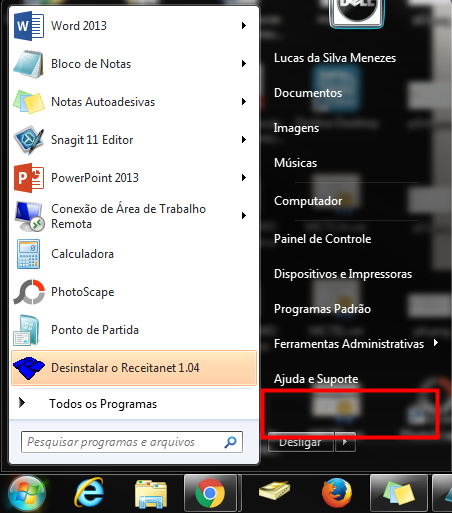 Word 2013
Bloco de Notas
Notas Autoadesivas
Snagit 11 Editor
PowerPoint 2013
Conexão de Área de Trabalho
Remota
Calculadora
PhotoScape
Ponto de Partida
Desinstalar o Receitanet 1.04
Todos os Programas
Pesquisar programas e arquivos
DELL
Lucas da Silva Menezes
Documentos
Imagens
Músicas
Computador
Painel de Controle
Dispositivos e Impressoras
Programas Padrão
Ferramentas Administrativas
Ajuda e Suporte
Desligar